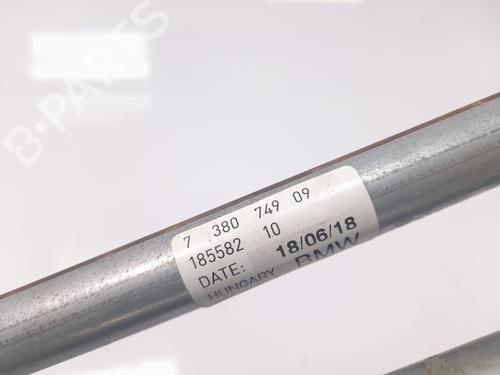 B-PARTS
7 380 749 09
185582 10
DATE: 18/06/18
HUNGARY BMW